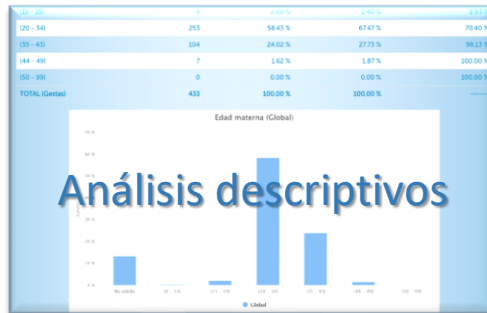 (20 - 34) 253 58.43 % 67.47 % 70.40 %
(35 - 43) 104 24.02 % 27.73 % 98.13 %
(44 - 49) 7 1.62 % 1.87 % 100.00 %
(50 - 99) 0 0.00 % 0.00 % 100.00 %
TOTAL (Gestas) 433 100.00 % 100.00 % ------
Edad materna (Global)
Análisis descriptivos
No valido
Global